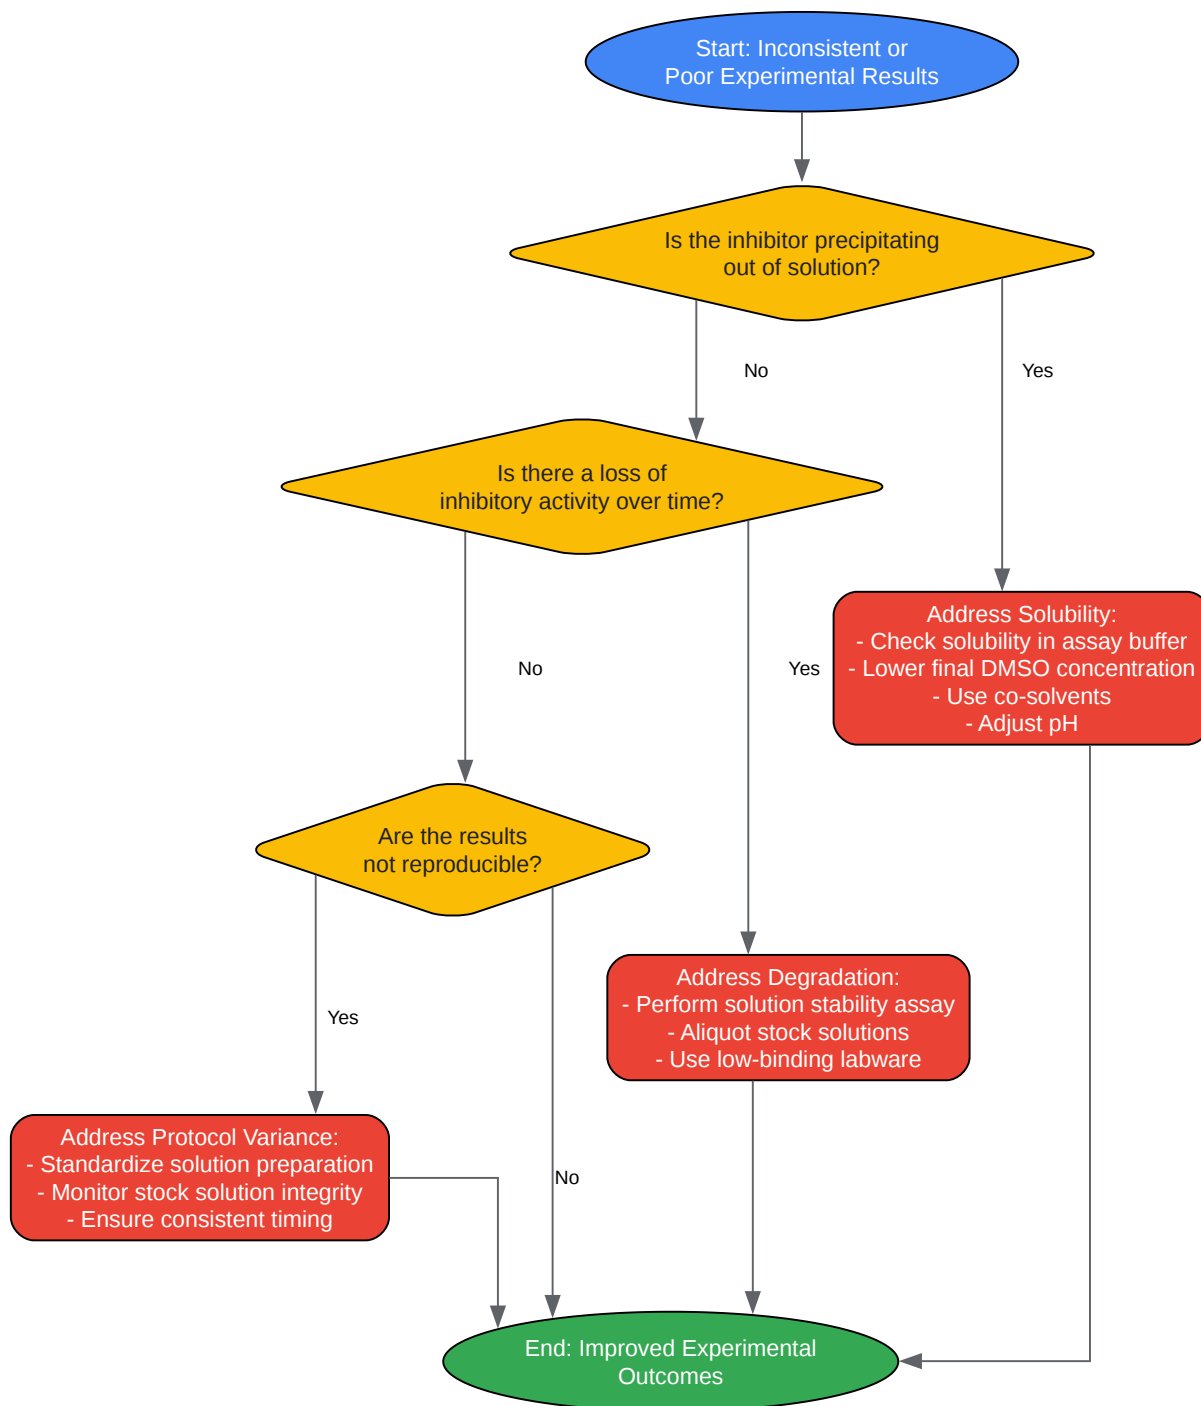 Start: Inconsistent or
Poor Experimental Results
Is the inhibitor precipitating
out of solution?
No
Yes
Is there a loss of
inhibitory activity over time?
Address Solubility:
- Check solubility in assay buffer
- Lower final DMSO concentration
- Use co-solvents
- Adjust pH
No
Yes
Are the results
not reproducible?
Address Degradation:
- Perform solution stability assay
- Aliquot stock solutions
- Use low-binding labware
Yes
Address Protocol Variance:
- Standardize solution preparation
- Monitor stock solution integrity
- Ensure consistent timing
No
End: Improved Experimental
Outcomes